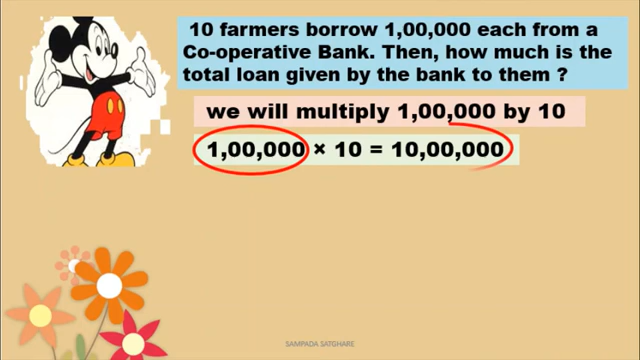 10 farmers borrow 1,00,000 each from a
Co-operative Bank. Then, how much is the
total loan given by the bank to them ?
we will multiply 1,00,000 by 10
1,00,000 × 10 = 10,00,000
SAMPADA SATGHARE